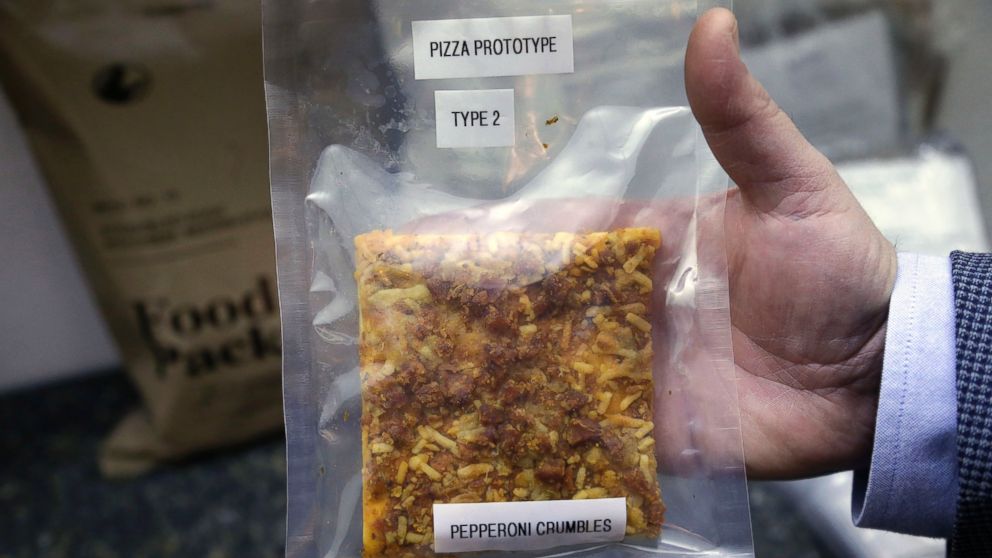 PIZZA PROTOTYPE
TYPE 2
PEPPERONI CRUMBLES
Food
Pack